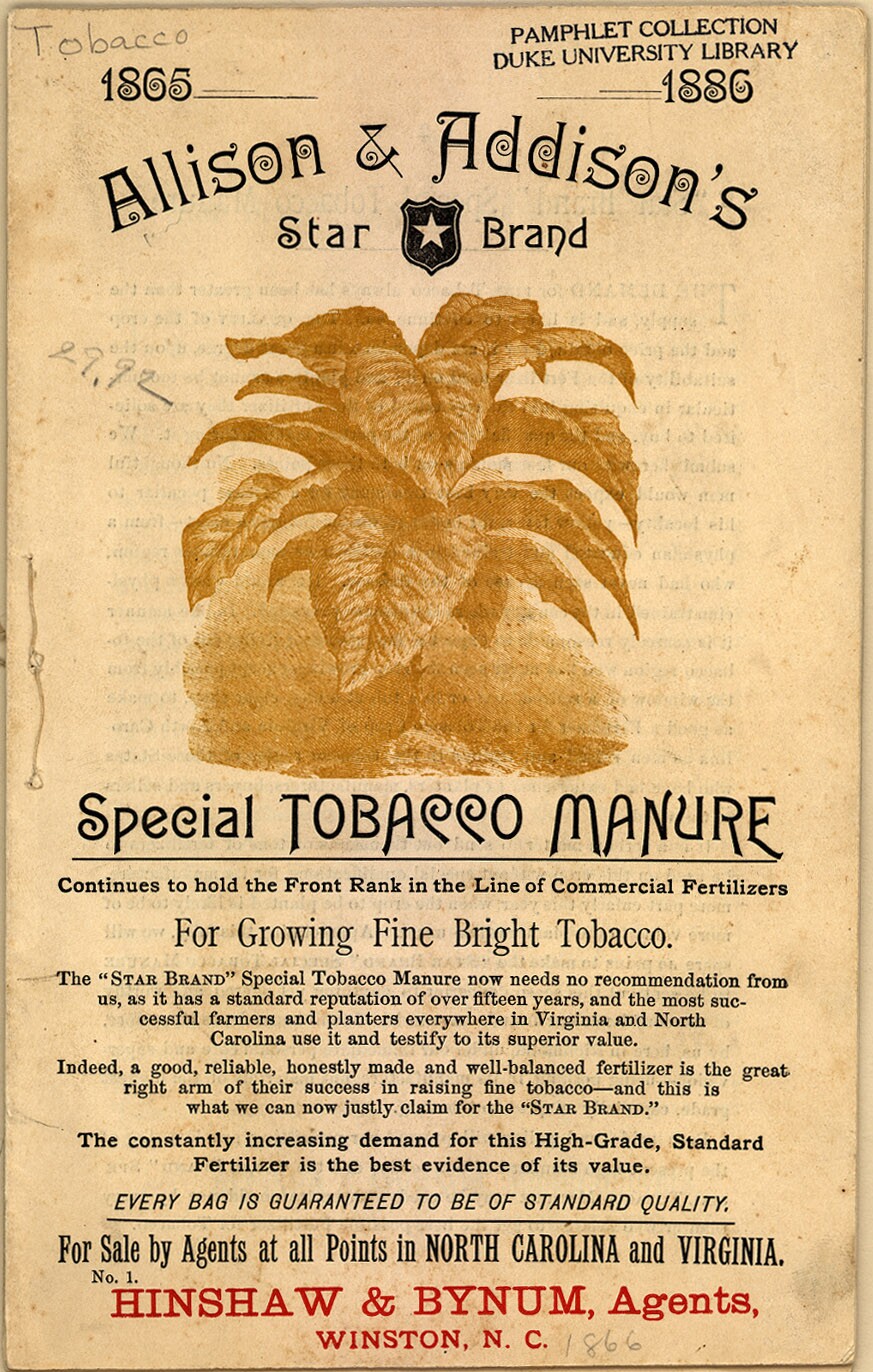 Tobacco
PAMPHLET COLLECTION
DUKE UNIVERSITY LIBRARY
1865 1886
Allison & Addison's
Star Brand
Special TOBACCO MANURE
Continues to hold the Front Rank in the Line of Commercial Fertilizers
For Growing Fine Bright Tobacco.
The "STAR BRAND" Special Tobacco Manure now needs no recommendation from
us, as it has a standard reputation of over fifteen years, and the most suc-
cessful farmers and planters everywhere in Virginia and North
Carolina use it and testify to its superior value.
Indeed, a good, reliable, honestly made and well-balanced fertilizer is the great
right arm of their success in raising fine tobacco—and this is
what we can now justly claim for the "STAR BRAND."
The constantly increasing demand for this High-Grade, Standard
Fertilizer is the best evidence of its value.
EVERY BAG IS GUARANTEED TO BE OF STANDARD QUALITY.
For Sale by Agents at all Points in NORTH CAROLINA and VIRGINIA.
No. 1.
HINSHAW & BYNUM, Agents,
WINSTON, N. C. 1866